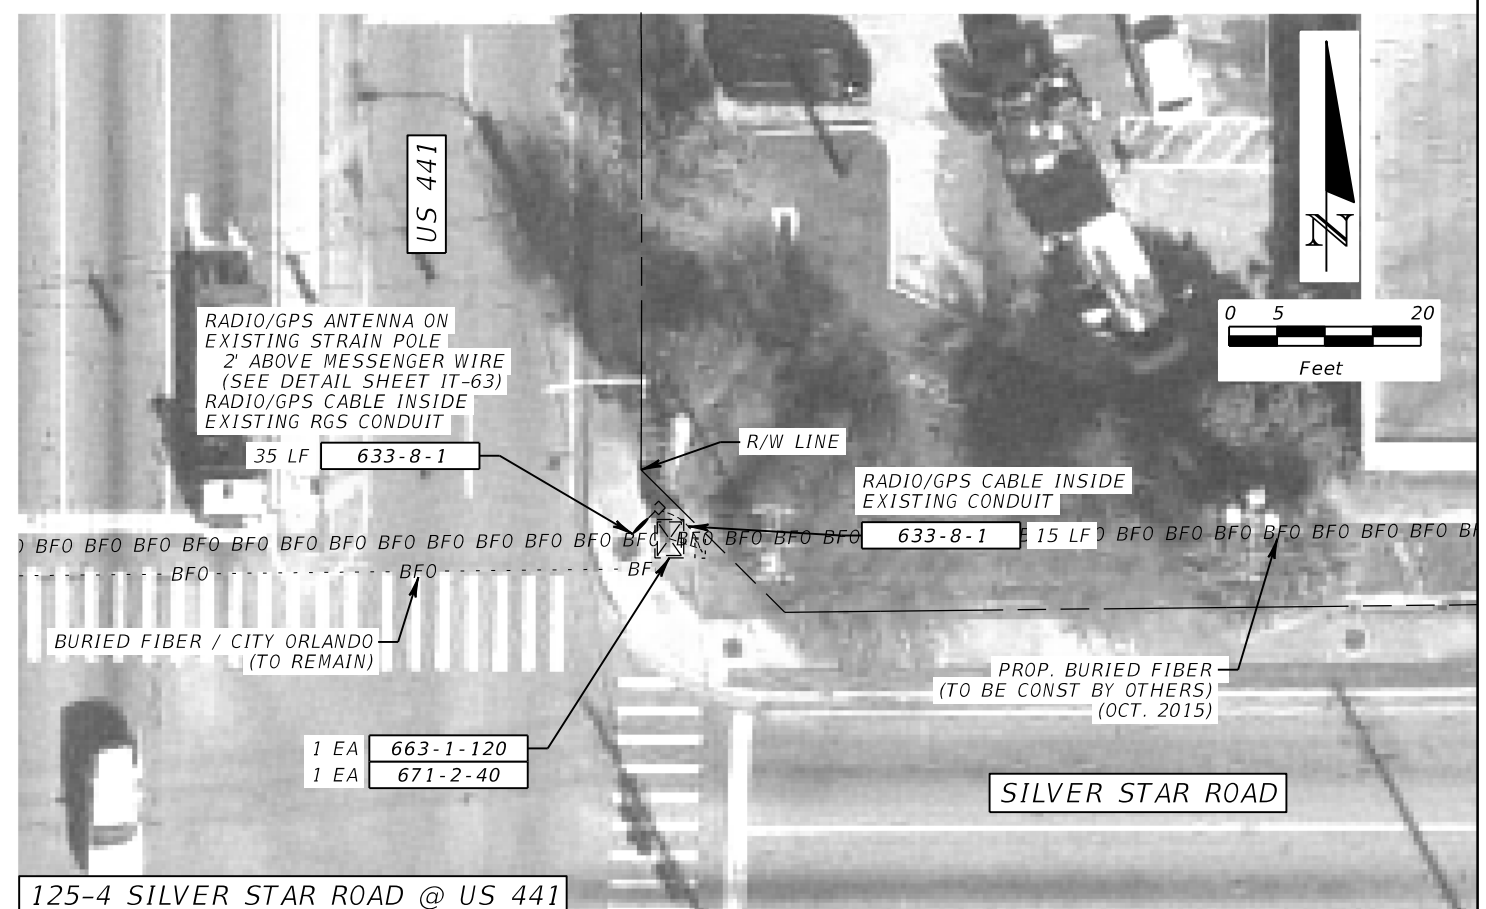 US 441
N
0 5 20
Feet
RADIO/GPS ANTENNA ON
EXISTING STRAIN POLE
2' ABOVE MESSENGER WIRE
(SEE DETAIL SHEET IT-63)
RADIO/GPS CABLE INSIDE
EXISTING RGS CONDUIT
35 LF 633-8-1
R/W LINE
RADIO/GPS CABLE INSIDE
EXISTING CONDUIT
633-8-1 15 LF
BFO BFO BFO BFO BFO BFO BFO BFO BFO BFO BFO BFO BFO BFO BFO BFO BFO BFO BFO BFO BFO BFO BFO BFO BFO
BFO BFO BF
BURIED FIBER / CITY ORLANDO
(TO REMAIN)
PROP. BURIED FIBER
(TO BE CONST BY OTHERS)
(OCT. 2015)
1 EA 663-1-120
1 EA 671-2-40
SILVER STAR ROAD
125-4 SILVER STAR ROAD @ US 441